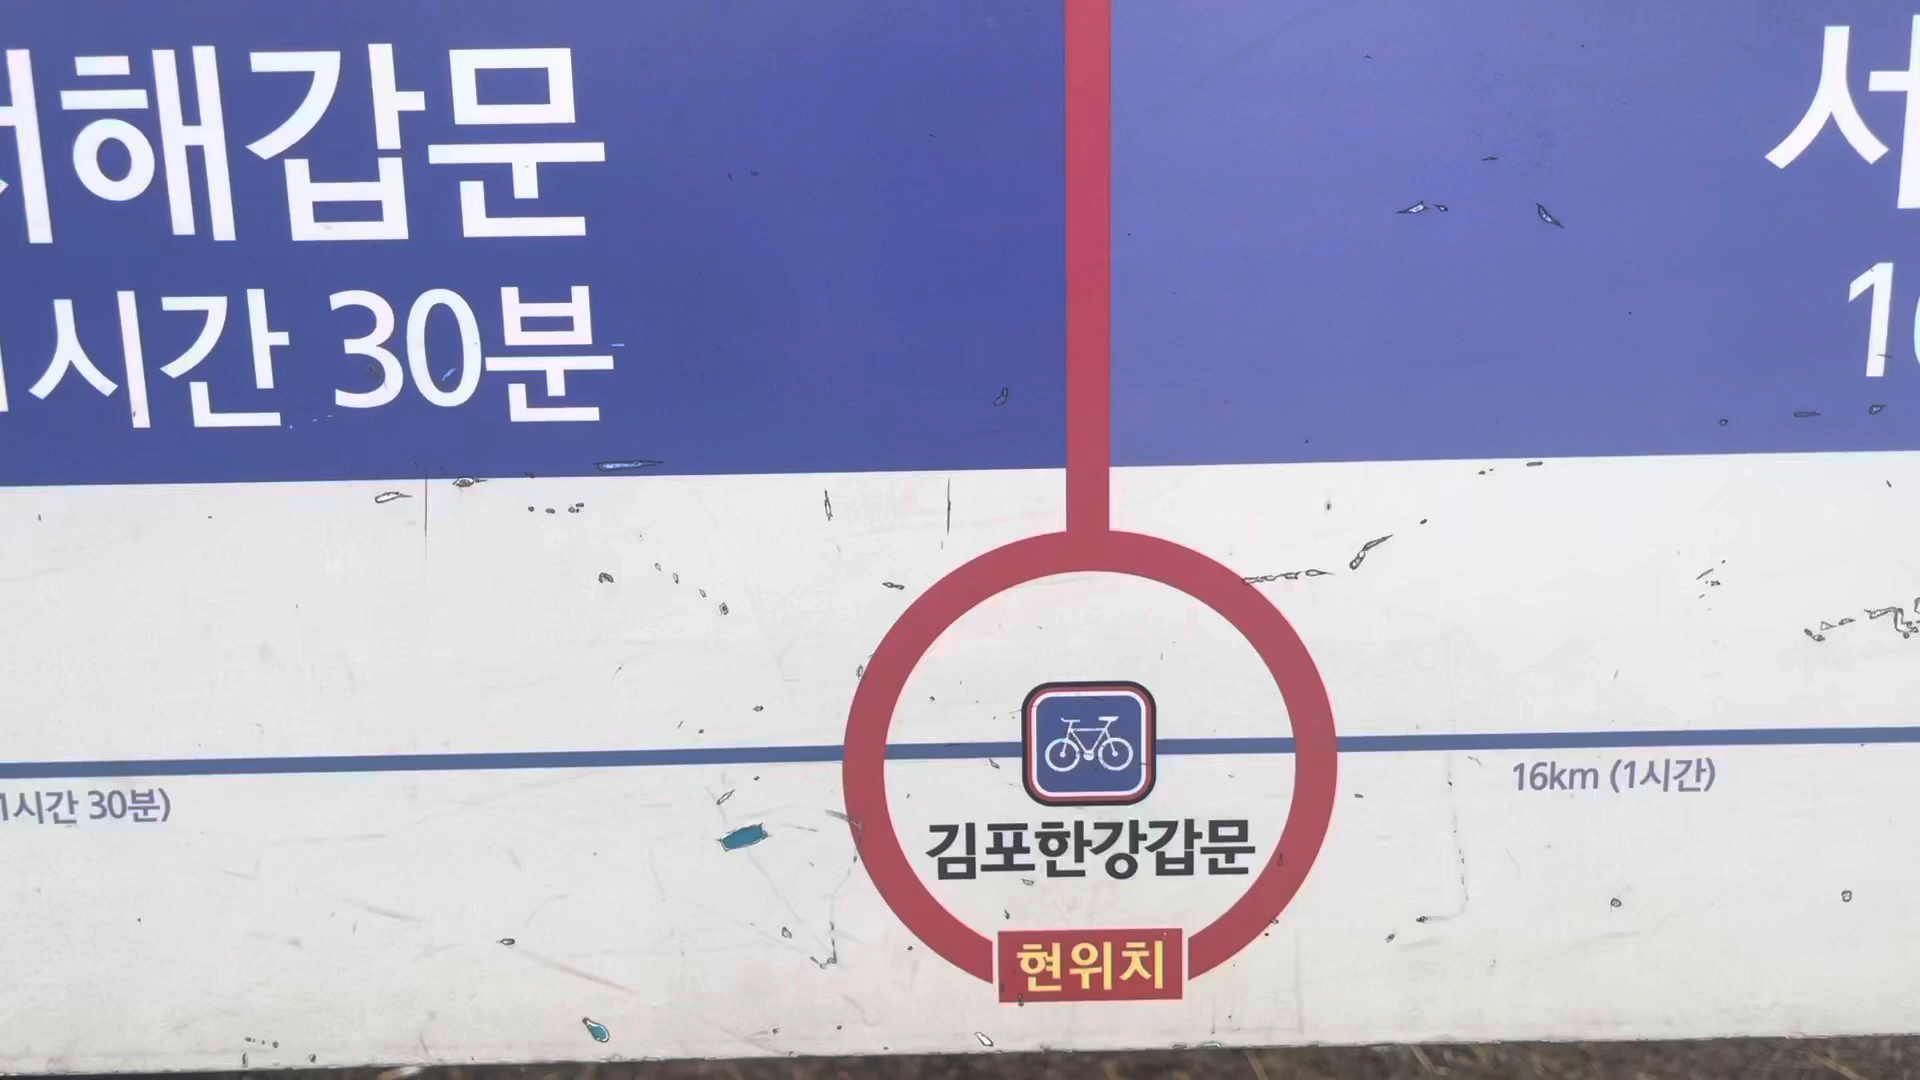 해갑문
시간 30분
1시간 30분)
16km (1시간)
김포한강갑문
현위치